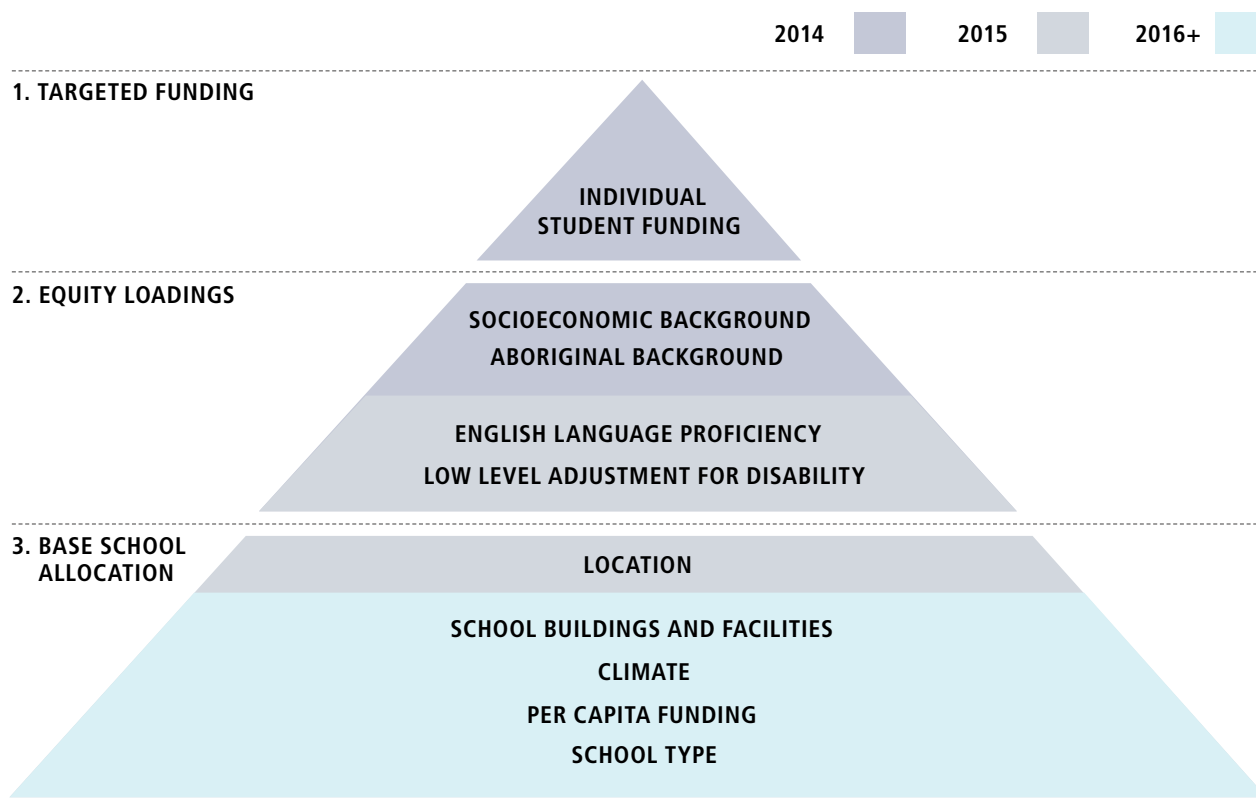 2014 2015 2016+
1. TARGETED FUNDING
INDIVIDUAL
STUDENT FUNDING
2. EQUITY LOADINGS
SOCIOECONOMIC BACKGROUND
ABORIGINAL BACKGROUND
ENGLISH LANGUAGE PROFICIENCY
LOW LEVEL ADJUSTMENT FOR DISABILITY
3. BASE SCHOOL
ALLOCATION
LOCATION
SCHOOL BUILDINGS AND FACILITIES
CLIMATE
PER CAPITA FUNDING
SCHOOL TYPE